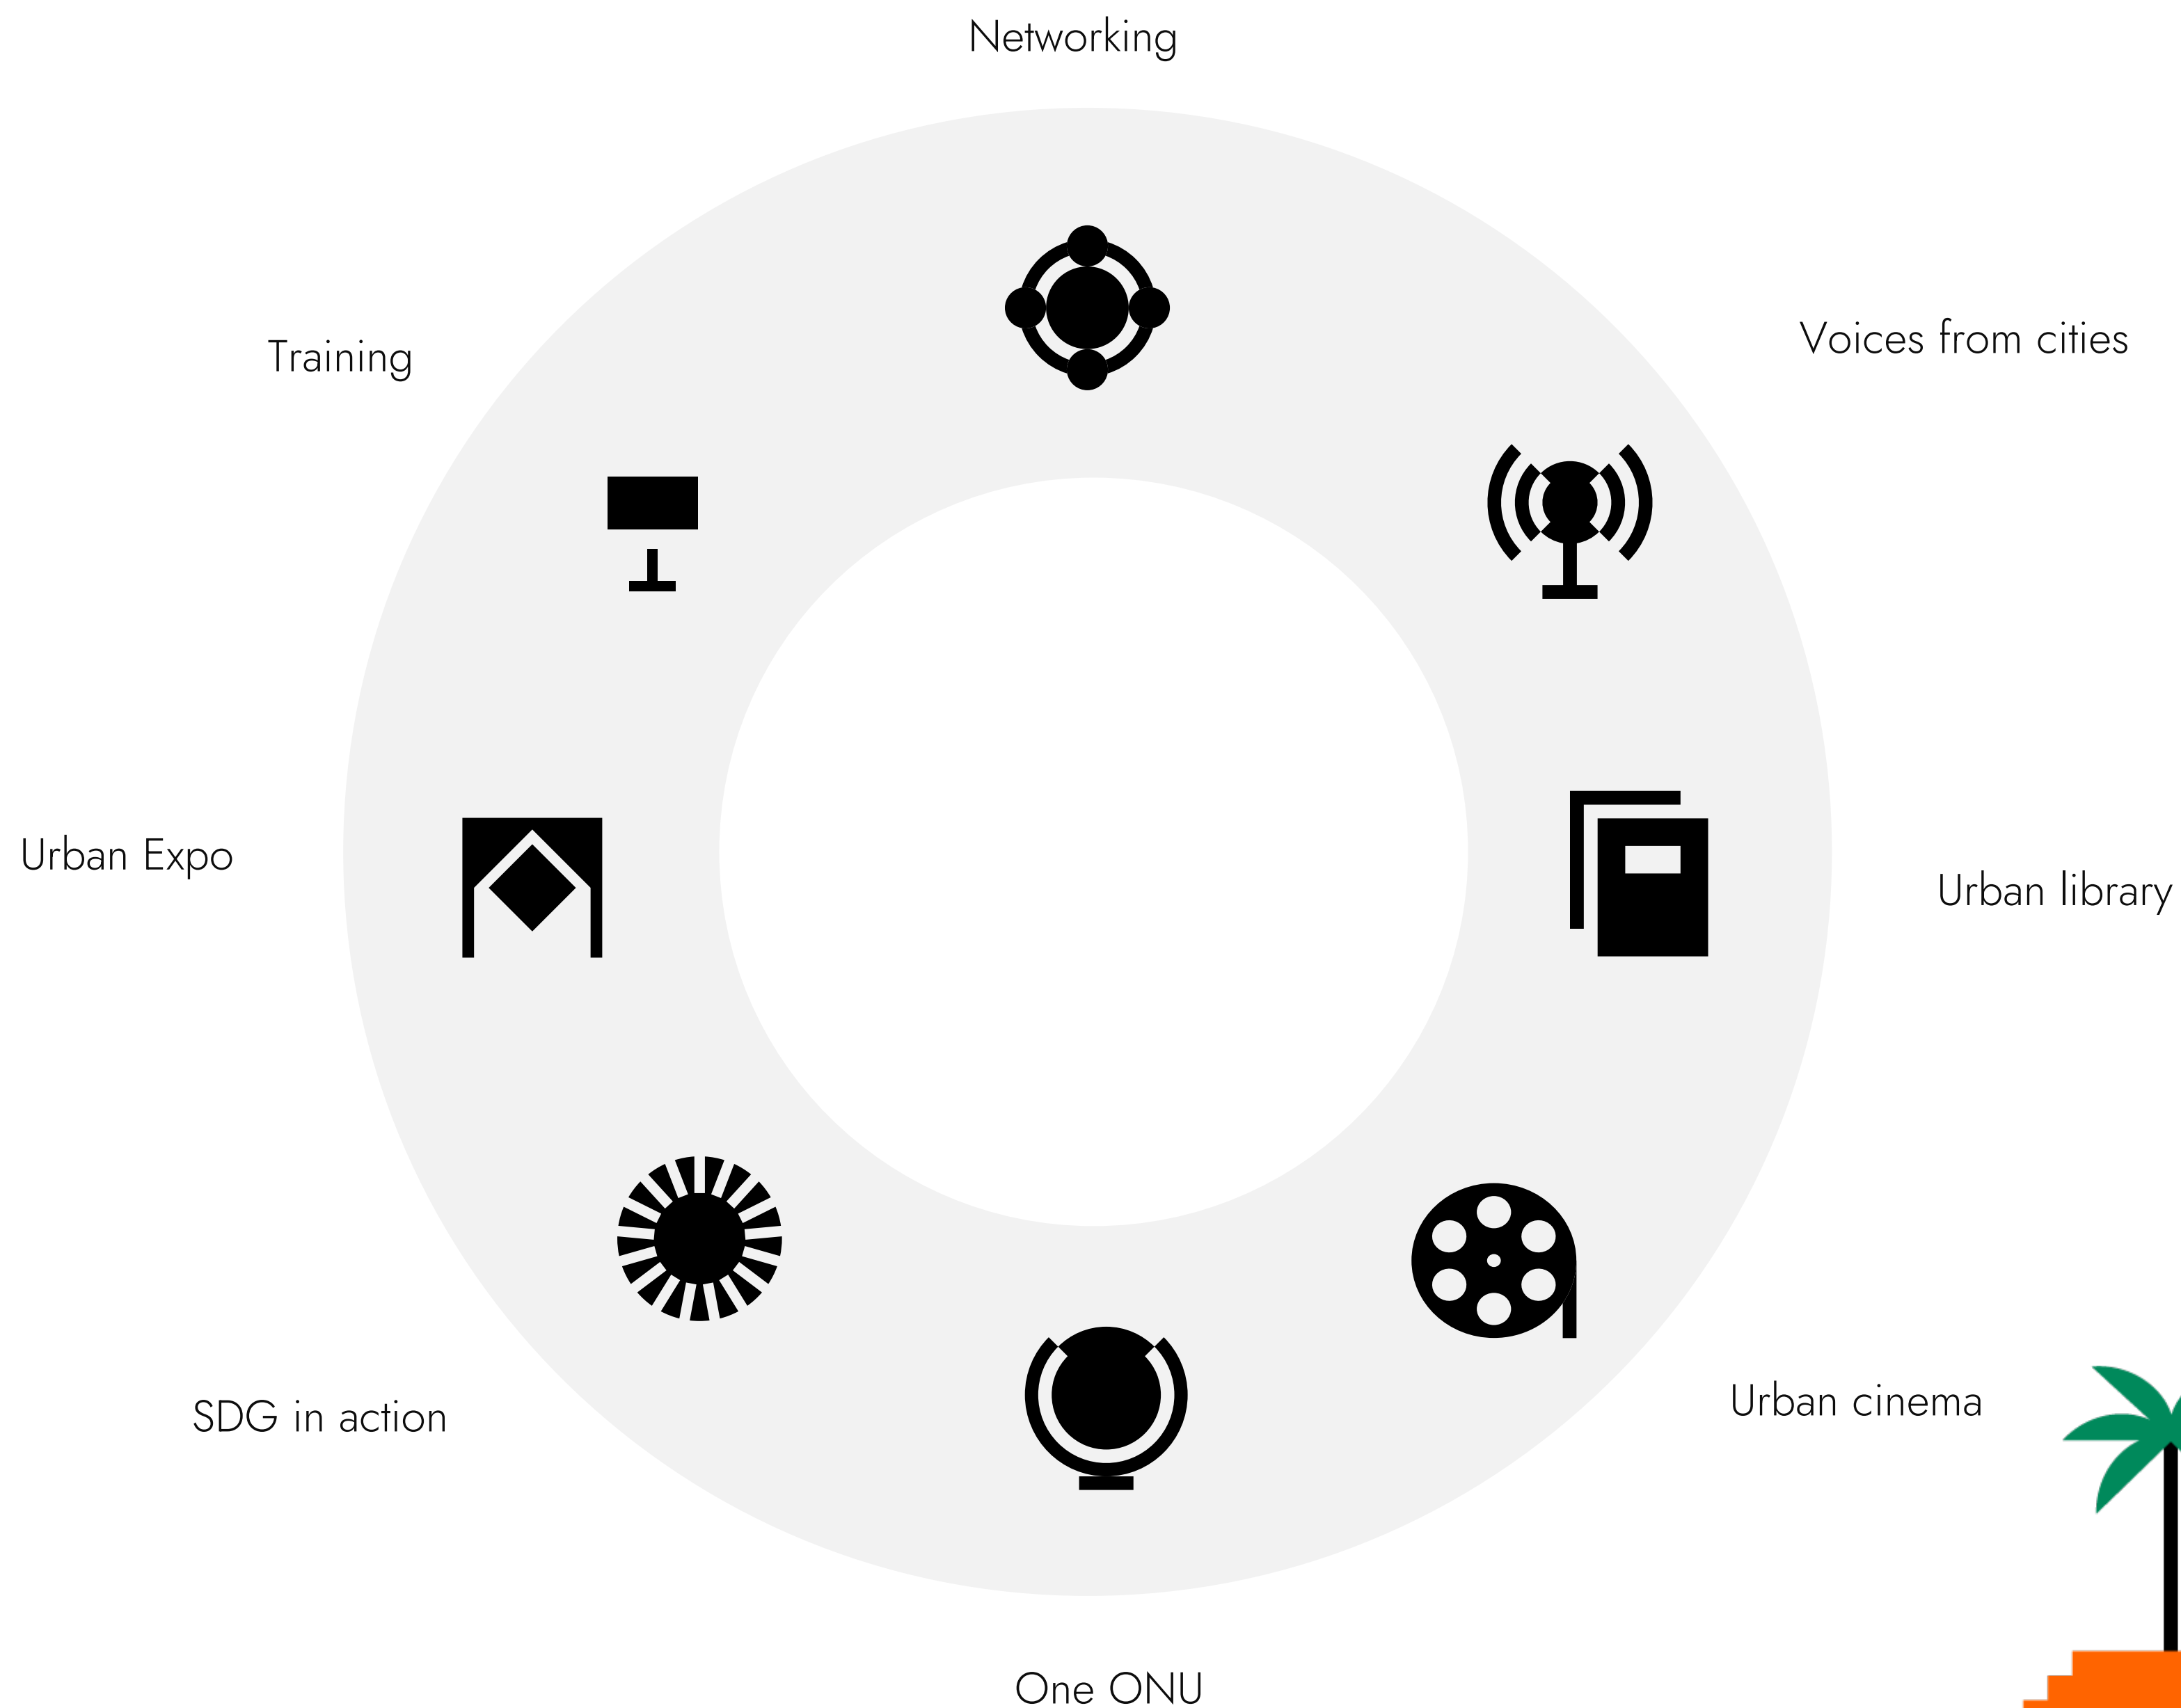 Networking
Voices from cities
Training
Urban Expo
Urban library
Urban cinema
SDG in action
One ONU